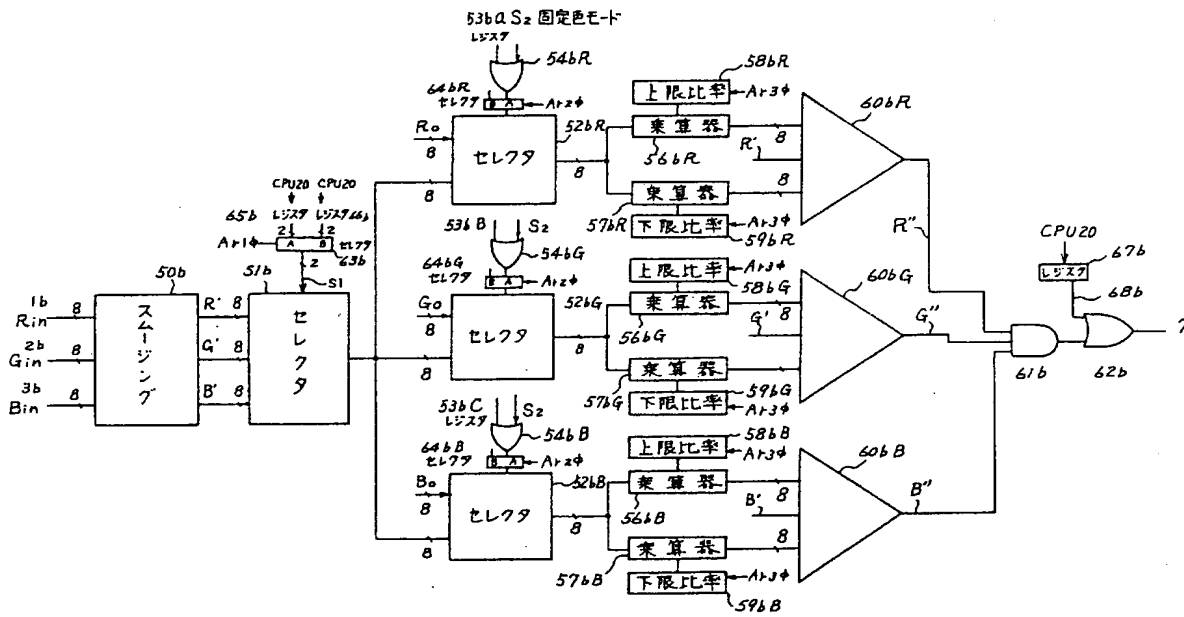 53ba S2 固定色モード
レジスタ
54bR
64bR
セレクタ
B A
Ar2φ
R0
8
8
セレクタ
52bR
8
上限比率
58bR
Ar3φ
乗算器
56bR
8
R'
8
乗算器
57bR
下限比率
Ar3φ
59bR
60bR
R"
CPU20 CPU20
65b
レジスタ
レジスタ66b
2
2
Ar1φ
A B
セレクタ
63b
2
S1
50b
51b
1b
Rin
8
2b
Gin
8
3b
Bin
8
スムージング
R'
8
G'
8
B'
8
セレクタ
53bB
S2
54bG
64bG
セレクタ
B A
Ar2φ
G0
8
8
セレクタ
52bG
8
上限比率
Ar3φ
58bG
乗算器
56bG
8
G'
8
乗算器
57bG
59bG
下限比率
Ar3φ
60bG
G"
CPU20
レジスタ
67b
68b
61b
62b
7
53bC
レジスタ
S2
54bB
64bB
セレクタ
B A
Ar2φ
B0
8
8
セレクタ
52bB
8
58bB
上限比率
Ar3φ
乗算器
56bB
8
B'
8
乗算器
57bB
下限比率
Ar3φ
59bB
60bB
B"